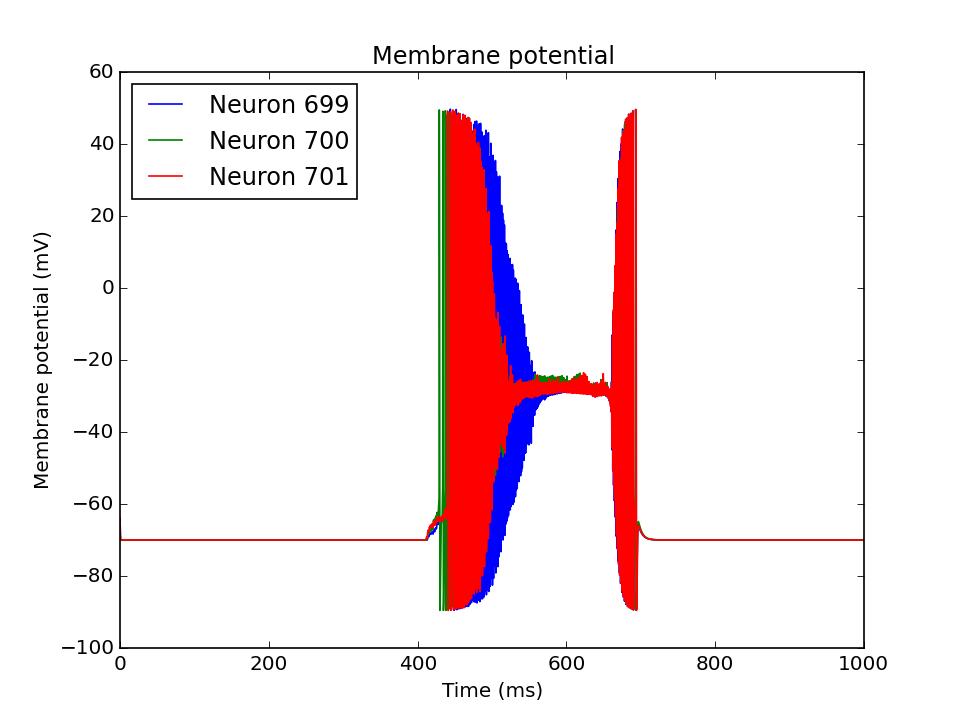 Membrane potential
Neuron 699
Neuron 700
Neuron 701
Membrane potential (mV)
60
40
20
0
−20
−40
−60
−80
−100
0 200 400 600 800 1000
Time (ms)